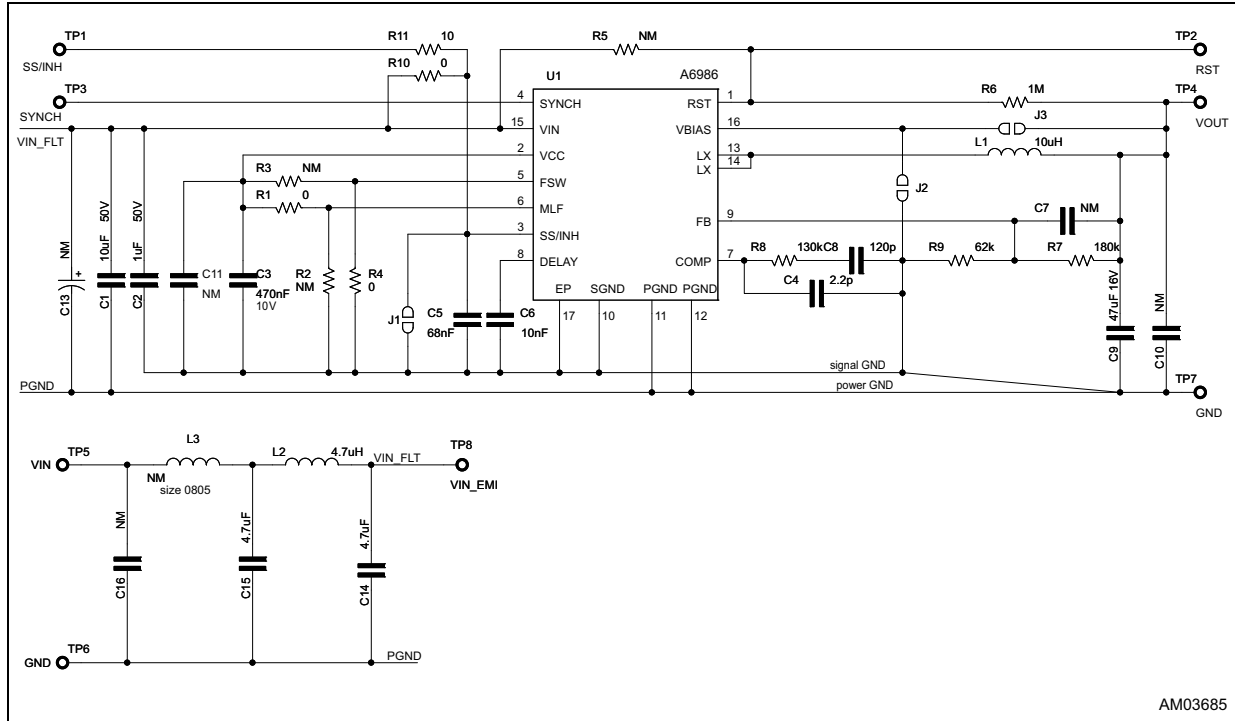 TP1
SS/INH
R11 10
R10 0
R5 NM
TP2
RST
U1
A6986
TP3
SYNCH
4 SYNCH
RST 1
R6 1M
TP4
VOUT
VIN_FLT
15 VIN
VBIAS 16
J3
2 VCC
LX 13
LX 14
L1 10uH
R3 NM
5 FSW
R1 0
6 MLF
J2
3 SS/INH
FB 9
C7 NM
8 DELAY
COMP 7
R8 130k
C8 120p
R9 62k
R7 180k
C4 2.2p
EP SGND PGND PGND
17 10 11 12
C13 NM
+
C1 10uF 50V
C2 1uF 50V
C11
NM
C3
470nF
10V
R2
NM
R4
0
J1
C5
68nF
C6
10nF
C9 47uF 16V
C10 NM
signal GND
PGND
power GND
TP7
GND
TP5
VIN
L3
NM
size 0805
L2 4.7uH
VIN_FLT
TP8
VIN_EMI
C16 NM
C15 4.7uF
C14 4.7uF
TP6
GND
PGND
AM03685